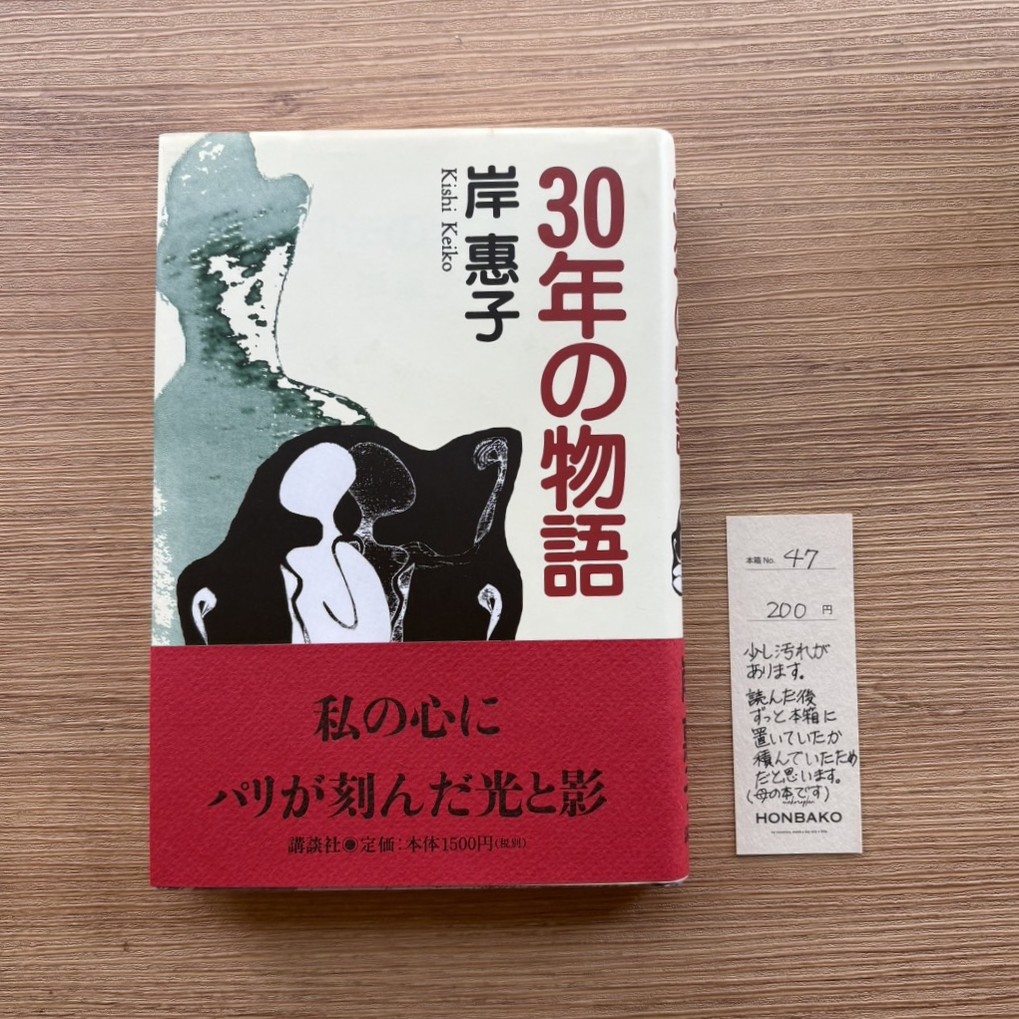 30年の物語
岸 惠子
Kishi Keiko
私の心に
パリが刻んだ光と影
講談社◉定価：本体1500円(税別)
本箱 No. 47
200 円
少し汚れが
あります。
読んだ後
ずっと本箱に
置いていたか
積んでいたため
だと思います。
(母の本です)
HONBAKO